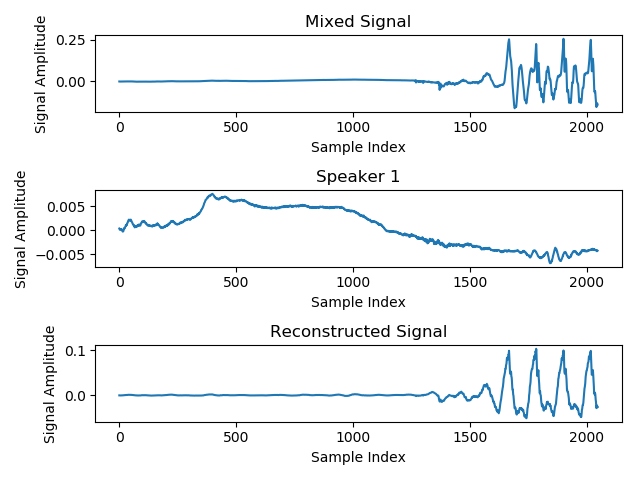 Mixed Signal
Signal Amplitude
0.25
0.00
0 500 1000 1500 2000
Sample Index
Speaker 1
Signal Amplitude
0.005
0.000
−0.005
0 500 1000 1500 2000
Sample Index
Reconstructed Signal
Signal Amplitude
0.1
0.0
0 500 1000 1500 2000
Sample Index